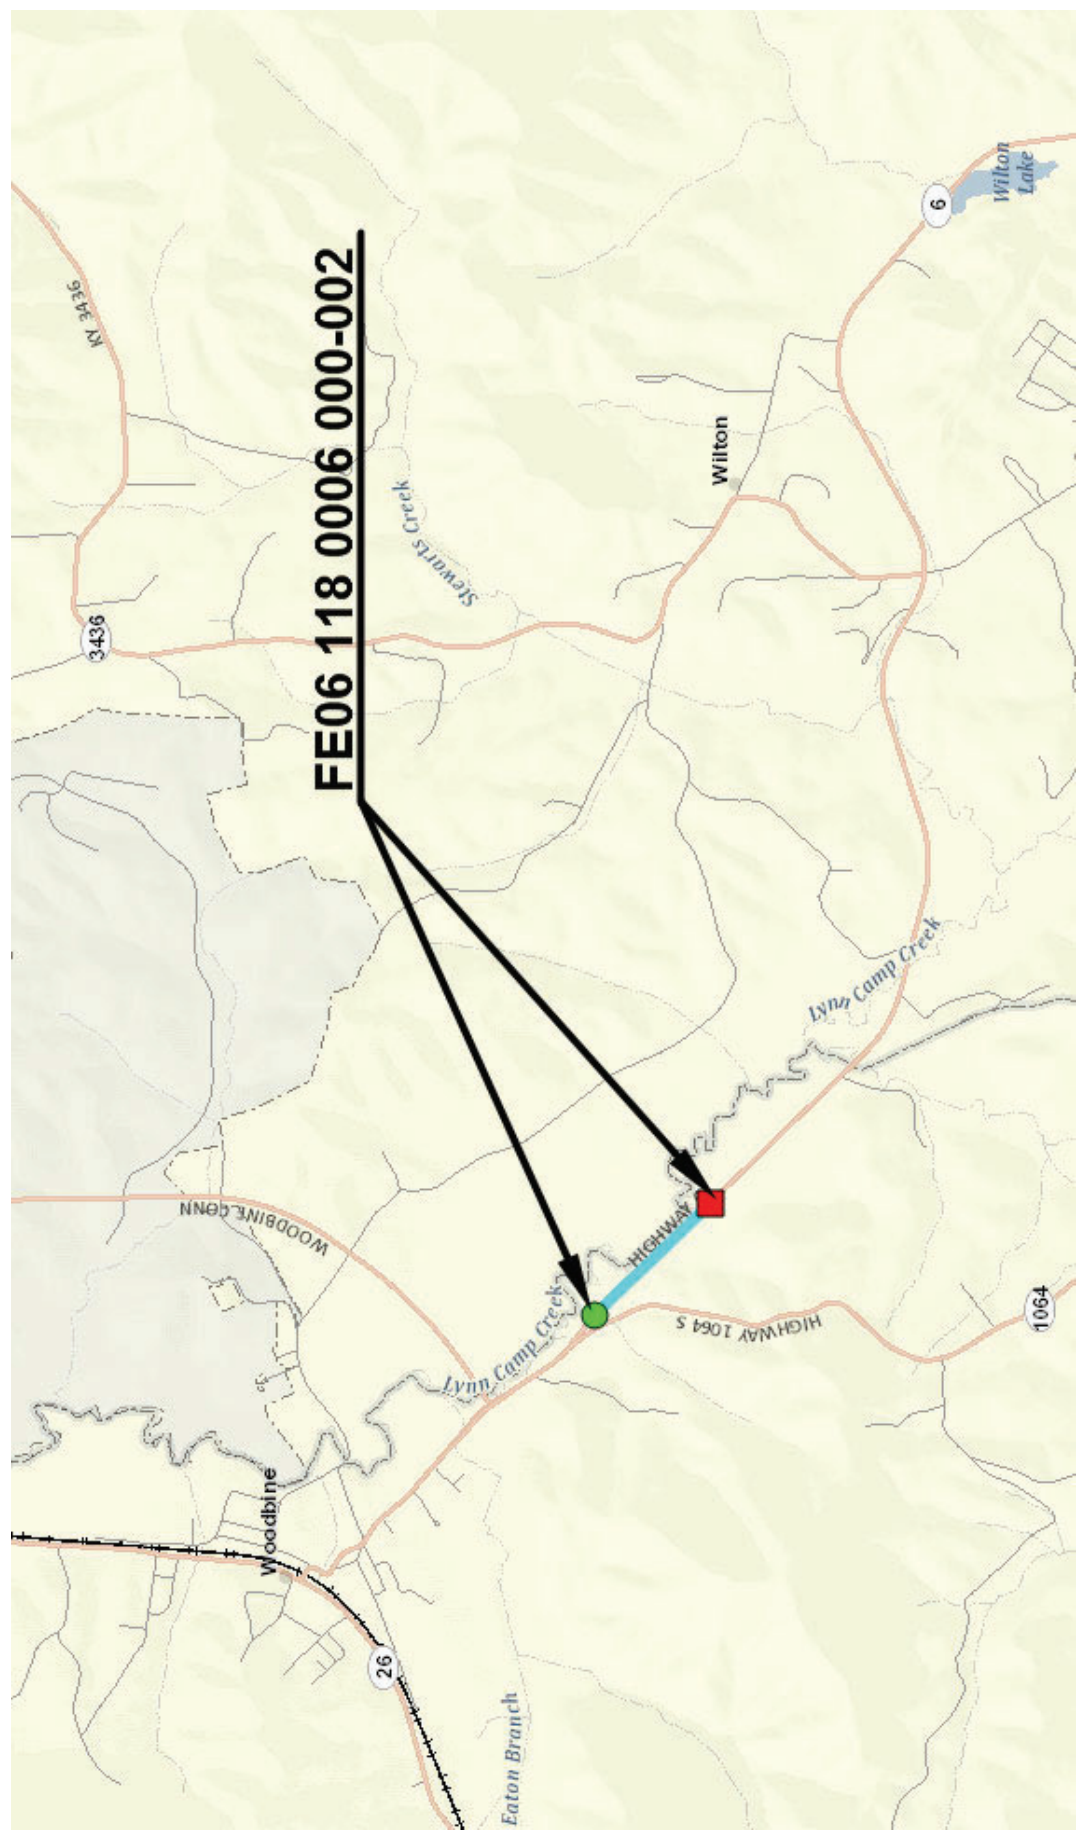 FE06 118 0006 000-002
KY 3436
3436
Stewarts Creek
Wilton
6
Wilton
Lake
Lynn Camp Creek
WOODBINE CONN
HIGHWAY
Lynn Camp Creek
HIGHWAY 1064 S
1064
Woodbine
26
Eaton Branch